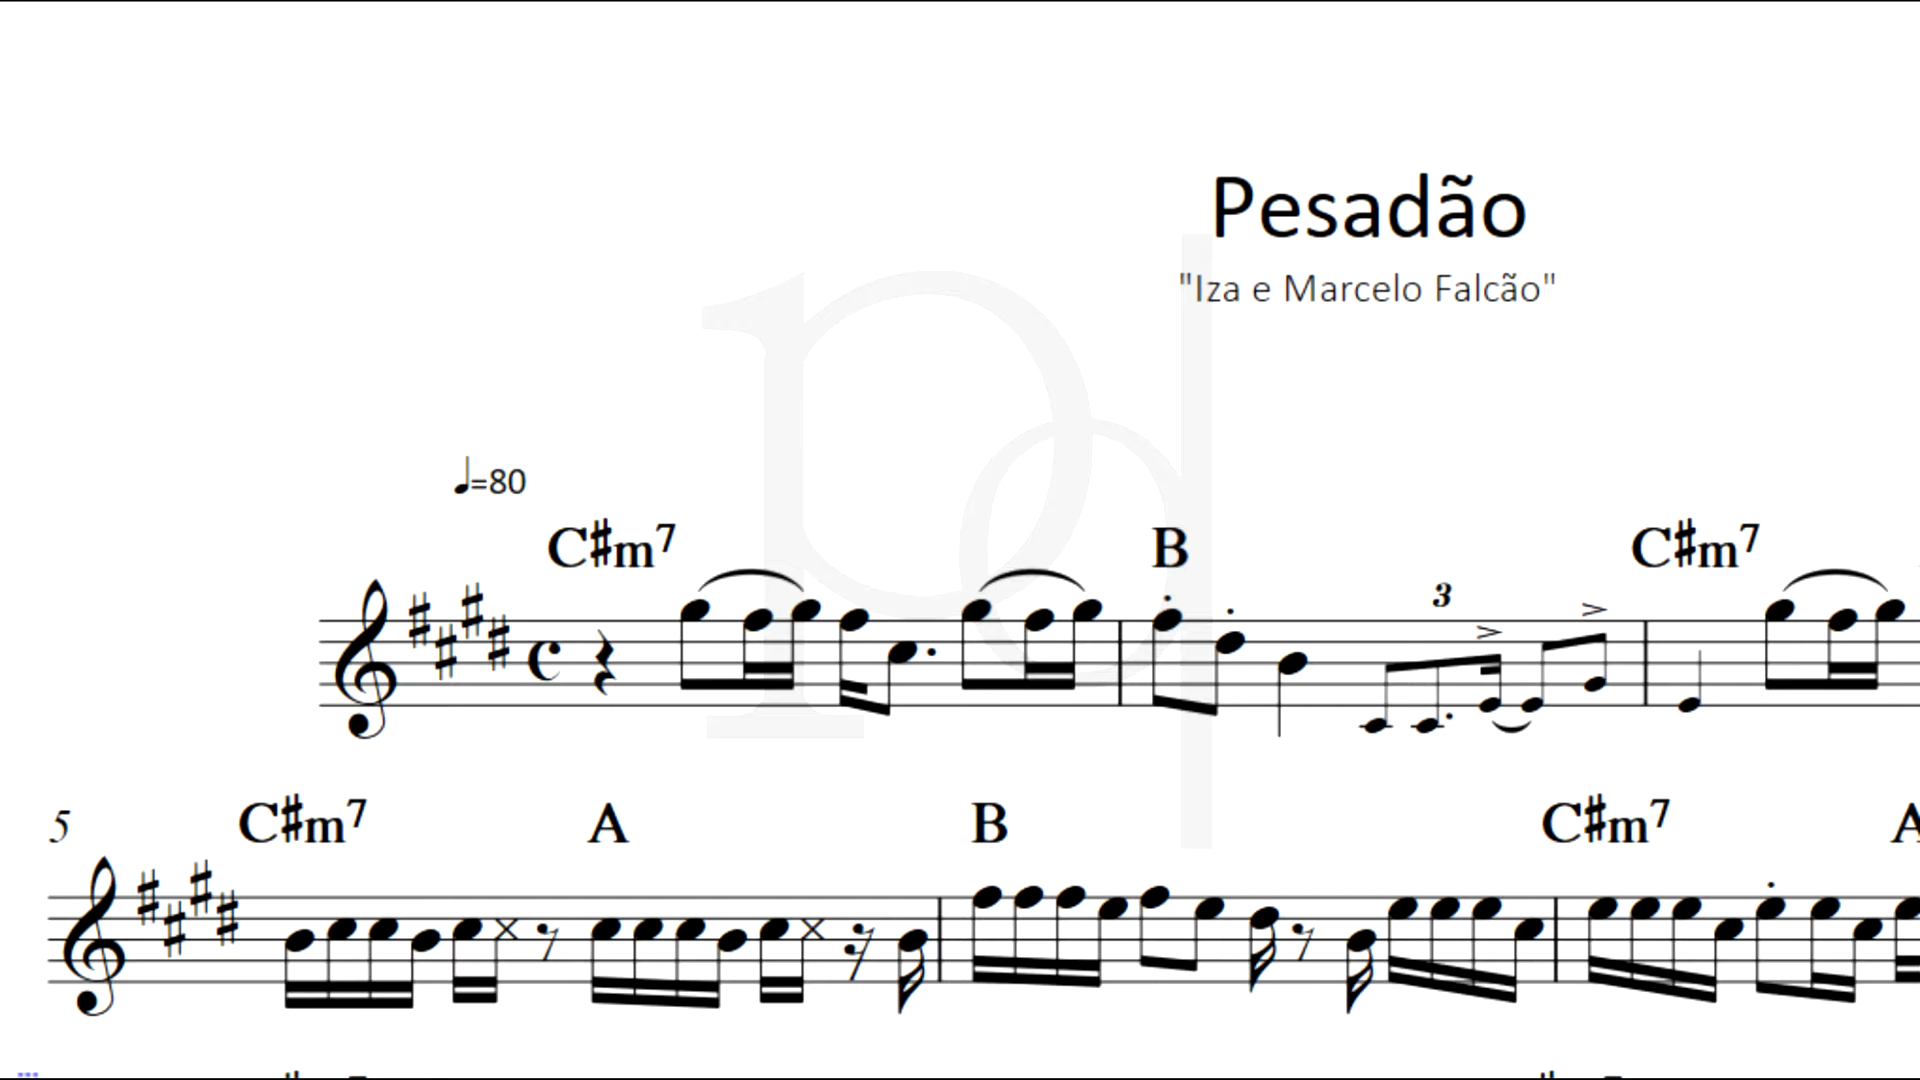 Pesadão
"Iza e Marcelo Falcão"
♩=80
C♯m7 B C♯m7
3
5 C♯m7 A B C♯m7 A